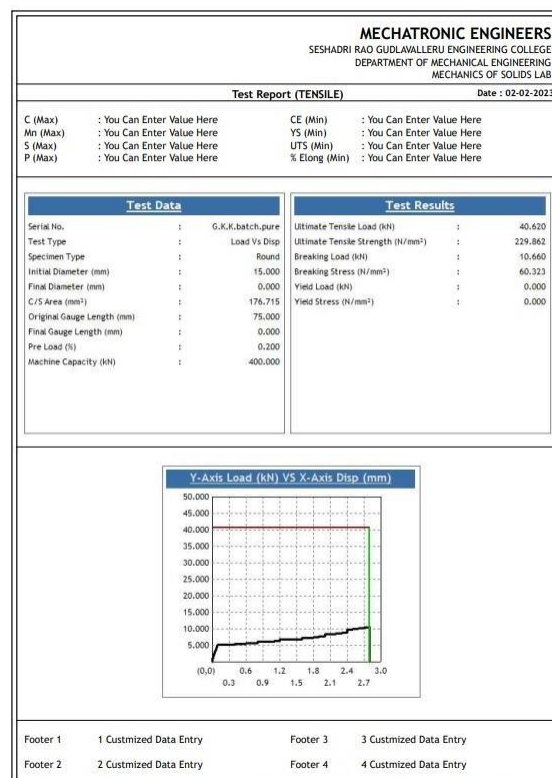 MECHATRONIC ENGINEERS
SESHADRI RAO GUDLAVALLERU ENGINEERING COLLEGE
DEPARTMENT OF MECHANICAL ENGINEERING
MECHANICS OF SOLIDS LAB
Test Report (TENSILE) Date : 02-02-2023
C (Max) : You Can Enter Value Here CE (Min) : You Can Enter Value Here
Mn (Max) : You Can Enter Value Here YS (Min) : You Can Enter Value Here
S (Max) : You Can Enter Value Here UTS (Min) : You Can Enter Value Here
P (Max) : You Can Enter Value Here % Elong (Min) : You Can Enter Value Here
Test Data
Serial No. : G.K.K.batch.pure
Test Type : Load Vs Disp
Specimen Type : Round
Initial Diameter (mm) : 15.000
Final Diameter (mm) : 0.000
C/S Area (mm²) : 176.715
Original Gauge Length (mm) : 75.000
Final Gauge Length (mm) : 0.000
Pre Load (%) : 0.200
Machine Capacity (kN) : 400.000
Test Results
Ultimate Tensile Load (kN) : 40.620
Ultimate Tensile Strength (N/mm²) : 229.862
Breaking Load (kN) : 10.660
Breaking Stress (N/mm²) : 60.323
Yield Load (kN) : 0.000
Yield Stress (N/mm²) : 0.000
Y-Axis Load (kN) VS X-Axis Disp (mm)
50.000
45.000
40.000
35.000
30.000
25.000
20.000
15.000
10.000
5.000
(0,0) 0.6 1.2 1.8 2.4 3.0
0.3 0.9 1.5 2.1 2.7
Footer 1 1 Custmized Data Entry Footer 3 3 Custmized Data Entry
Footer 2 2 Custmized Data Entry Footer 4 4 Custmized Data Entry